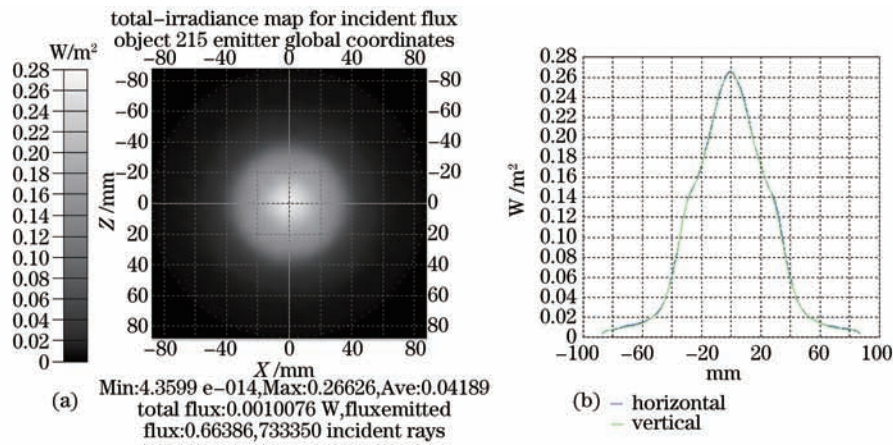 total-irradiance map for incident flux
object 215 emitter global coordinates
W/m²
-80 -40 0 40 80
0.28
0.26
0.24
0.22
0.20
0.18
0.16
0.14
0.12
0.10
0.08
0.06
0.04
0.02
0
-80
-60
-40
-20
0
20
40
60
80
Z/mm
-80
-60
-40
-20
0
20
40
60
80
-80 -40 0 40 80
X/mm
(a)
Min:4.3599 e-014,Max:0.26626,Ave:0.04189
total flux:0.0010076 W,fluxemitted
flux:0.66386,733350 incident rays
0.28
0.26
0.24
0.22
0.20
0.18
0.16
0.14
0.12
0.10
0.08
0.06
0.04
0.02
0
W/m²
-100 -60 -20 20 60 100
mm
(b)
horizontal
vertical